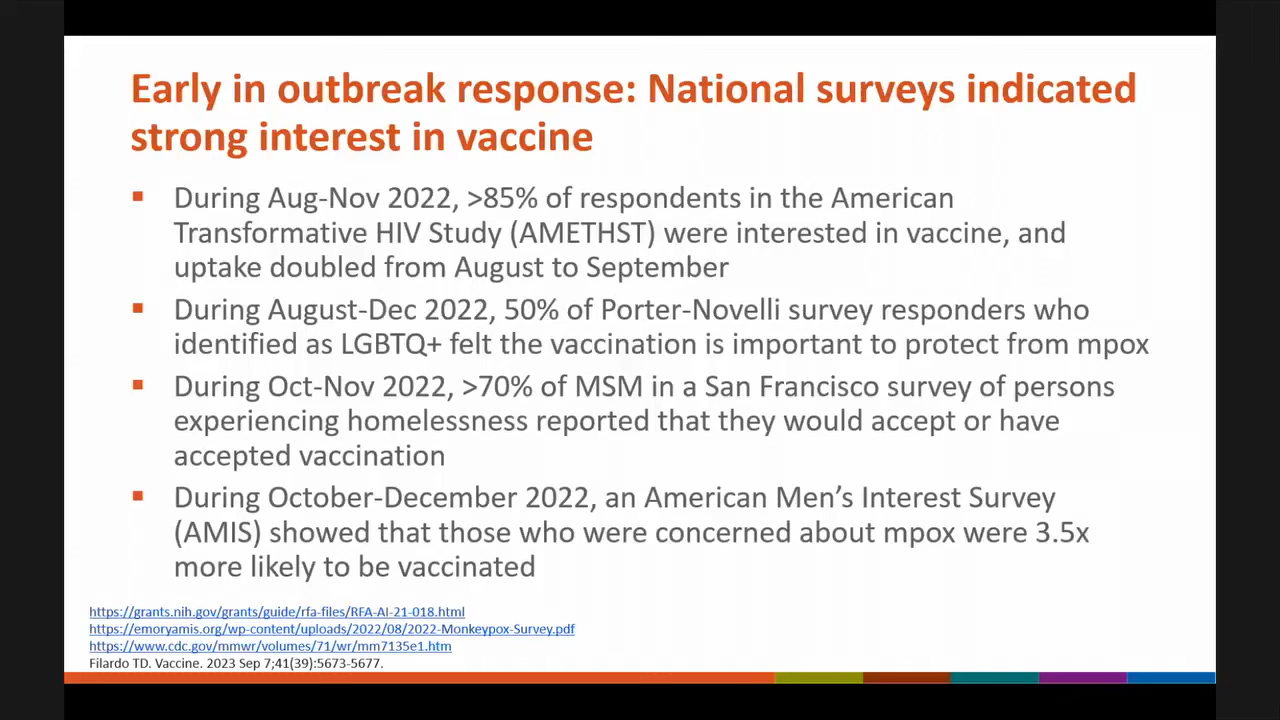 Early in outbreak response: National surveys indicated
strong interest in vaccine
During Aug-Nov 2022, >85% of respondents in the American
Transformative HIV Study (AMETHST) were interested in vaccine, and
uptake doubled from August to September
During August-Dec 2022, 50% of Porter-Novelli survey responders who
identified as LGBTQ+ felt the vaccination is important to protect from mpox
During Oct-Nov 2022, >70% of MSM in a San Francisco survey of persons
experiencing homelessness reported that they would accept or have
accepted vaccination
During October-December 2022, an American Men’s Interest Survey
(AMIS) showed that those who were concerned about mpox were 3.5x
more likely to be vaccinated
https://grants.nih.gov/grants/guide/rfa-files/RFA-AI-21-018.html
https://emoryamis.org/wp-content/uploads/2022/08/2022-Monkeypox-Survey.pdf
https://www.cdc.gov/mmwr/volumes/71/wr/mm7135e1.htm
Filardo TD. Vaccine. 2023 Sep 7;41(39):5673-5677.